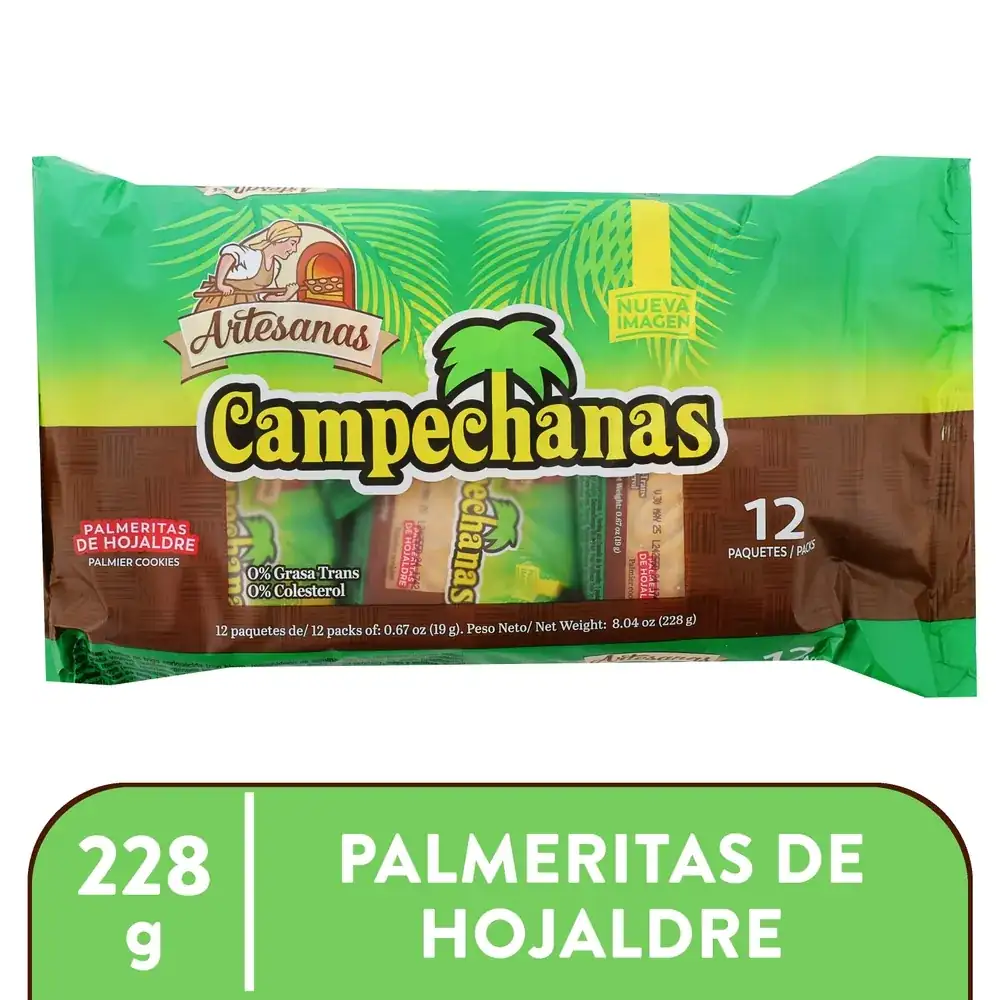 Artesanas
NUEVA
IMAGEN
Campechanas
PALMERITAS
DE HOJALDRE
PALMIER COOKIES
0% Grasa Trans
0% Colesterol
12
PAQUETES / PACKS
12 paquetes de/ 12 packs of: 0.67 oz (19 g). Peso Neto/ Net Weight: 8.04 oz (228 g)
Artesanas
228
g
PALMERITAS DE
HOJALDRE